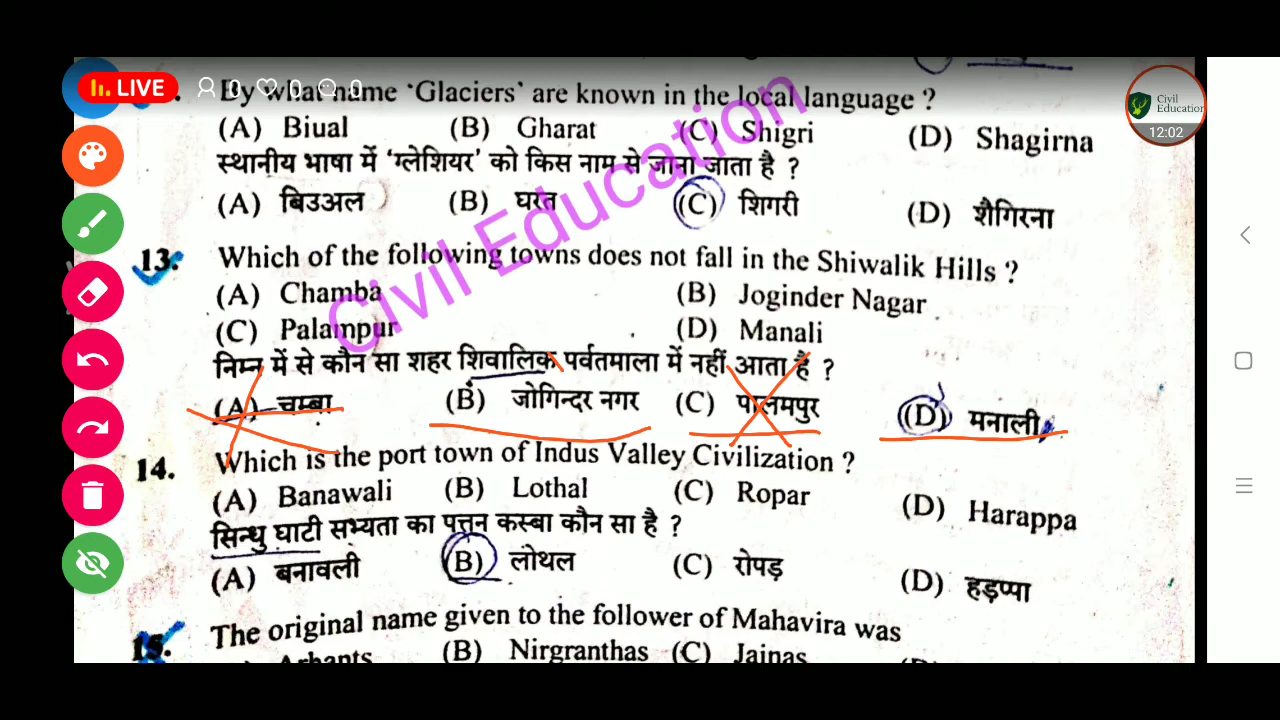 LIVE 0 0 0
Civil Education
12:02
By what name 'Glaciers' are known in the local language ?
(A) Biual (B) Gharat (C) Shigri (D) Shagirna
स्थानीय भाषा में 'ग्लेशियर' को किस नाम से जाना जाता है ?
(A) बिउअल (B) घरत (C) शिगरी (D) शैगिरना
Civil Education
13. Which of the following towns does not fall in the Shiwalik Hills ?
(A) Chamba (B) Joginder Nagar
(C) Palampur (D) Manali
निम्न में से कौन सा शहर शिवालिक पर्वतमाला में नहीं आता है ?
(A) चम्बा (B) जोगिन्दर नगर (C) पालमपुर (D) मनाली
14. Which is the port town of Indus Valley Civilization ?
(A) Banawali (B) Lothal (C) Ropar (D) Harappa
सिन्धु घाटी सभ्यता का पत्तन कस्बा कौन सा है ?
(A) बनावली (B) लोथल (C) रोपड़ (D) हड़प्पा
15. The original name given to the follower of Mahavira was
Arhants (B) Nirgranthas (C) Jainas